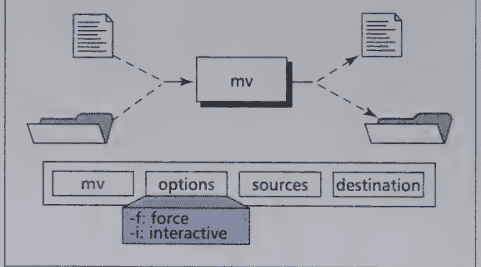 mv
mv options sources destination
-f: force
-i: interactive